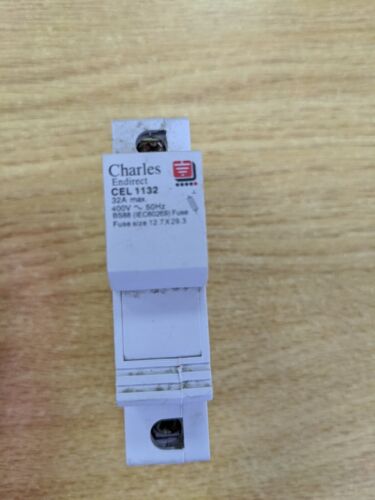 Charles
Endirect
CEL 1132
32A max.
400V ~ 50Hz
BS88 (IEC60269) Fuse
Fuse size 12.7X29.3